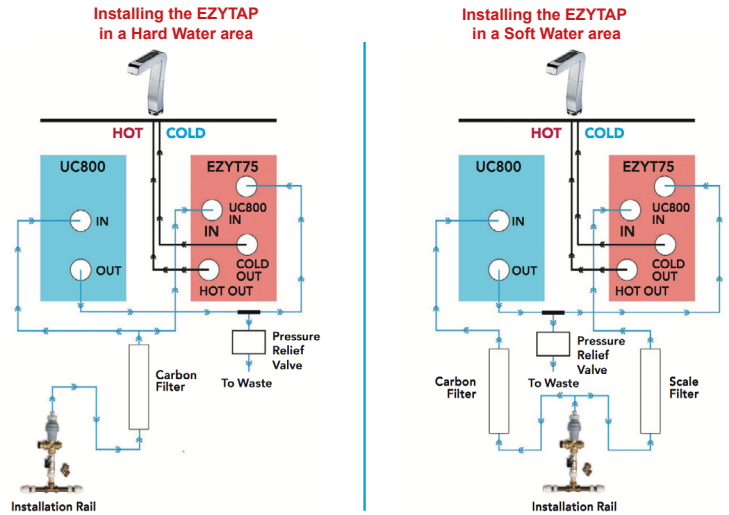 Installing the EZYTAP
in a Hard Water area
HOT COLD
UC800
EZYT75
IN
UC800
IN
IN
OUT
COLD
OUT
HOT OUT
Pressure
Relief
Valve
To Waste
Carbon
Filter
Installation Rail
Installing the EZYTAP
in a Soft Water area
HOT COLD
UC800
EZYT75
IN
UC800
IN
IN
OUT
COLD
OUT
HOT OUT
Pressure
Relief
Valve
To Waste
Carbon
Filter
Scale
Filter
Installation Rail